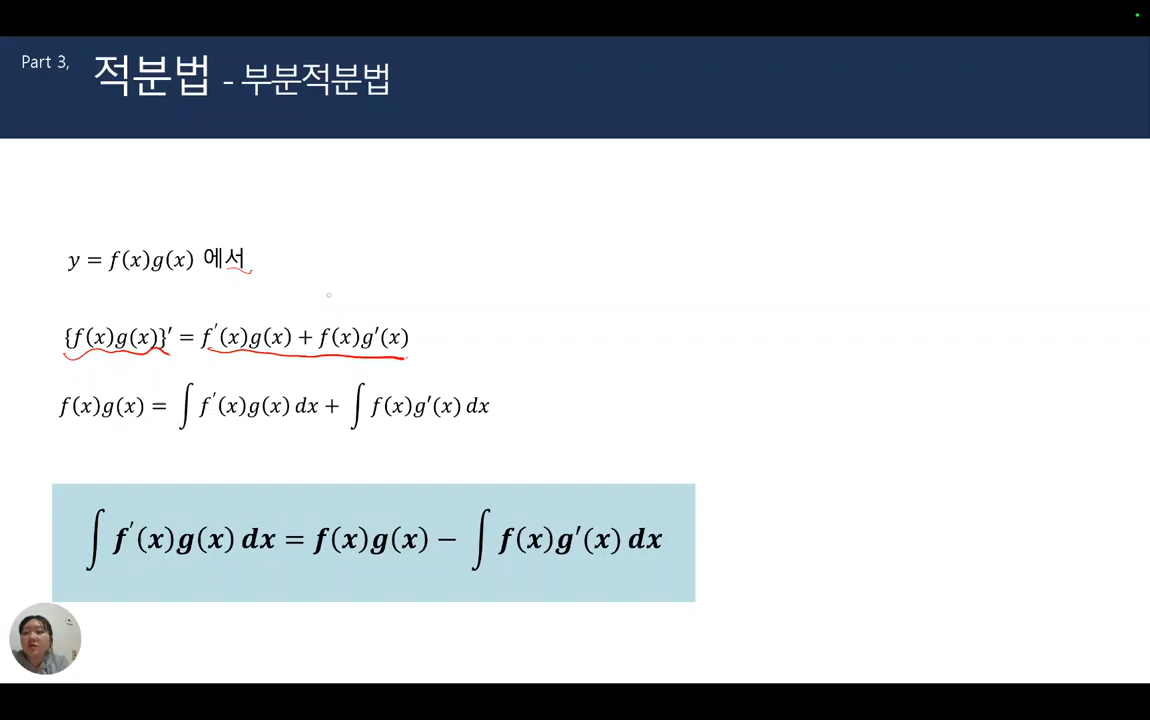 Part 3, 적분법 - 부분적분법
y = f(x)g(x) 에서
{f(x)g(x)}′ = f′(x)g(x) + f(x)g′(x)
f(x)g(x) = ∫ f′(x)g(x) dx + ∫ f(x)g′(x) dx
∫ f′(x)g(x) dx = f(x)g(x) − ∫ f(x)g′(x) dx